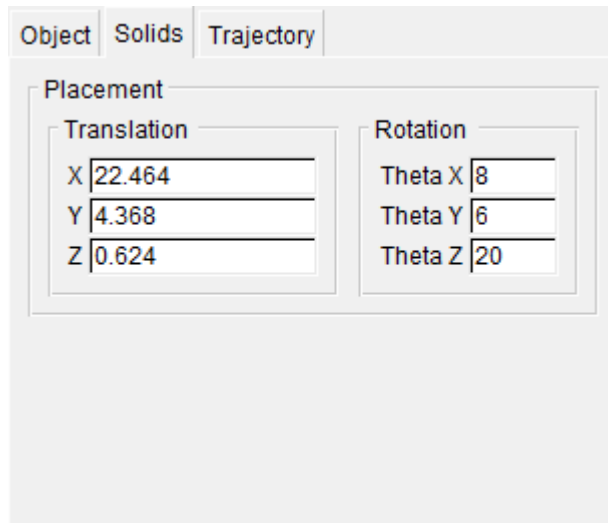 Object Solids Trajectory
Placement
Translation
X 22.464
Y 4.368
Z 0.624
Rotation
Theta X 8
Theta Y 6
Theta Z 20